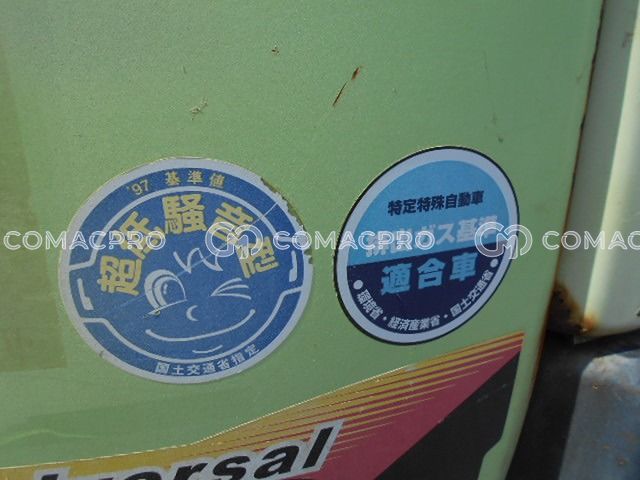 '97 基準値
超低騒音型
国土交通省指定
特定特殊自動車
排出ガス基準
適合車
・環境省・経済産業省・国土交通省・
COMACPRO COMACPRO COMACPRO COMACPRO
versal